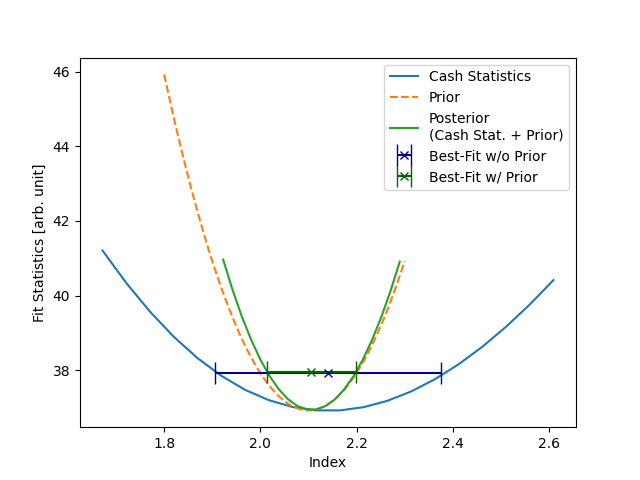 46
44
42
40
38
Fit Statistics [arb. unit]
1.8
2.0
2.2
2.4
2.6
Index
Cash Statistics
Prior
Posterior
(Cash Stat. + Prior)
Best-Fit w/o Prior
Best-Fit w/ Prior